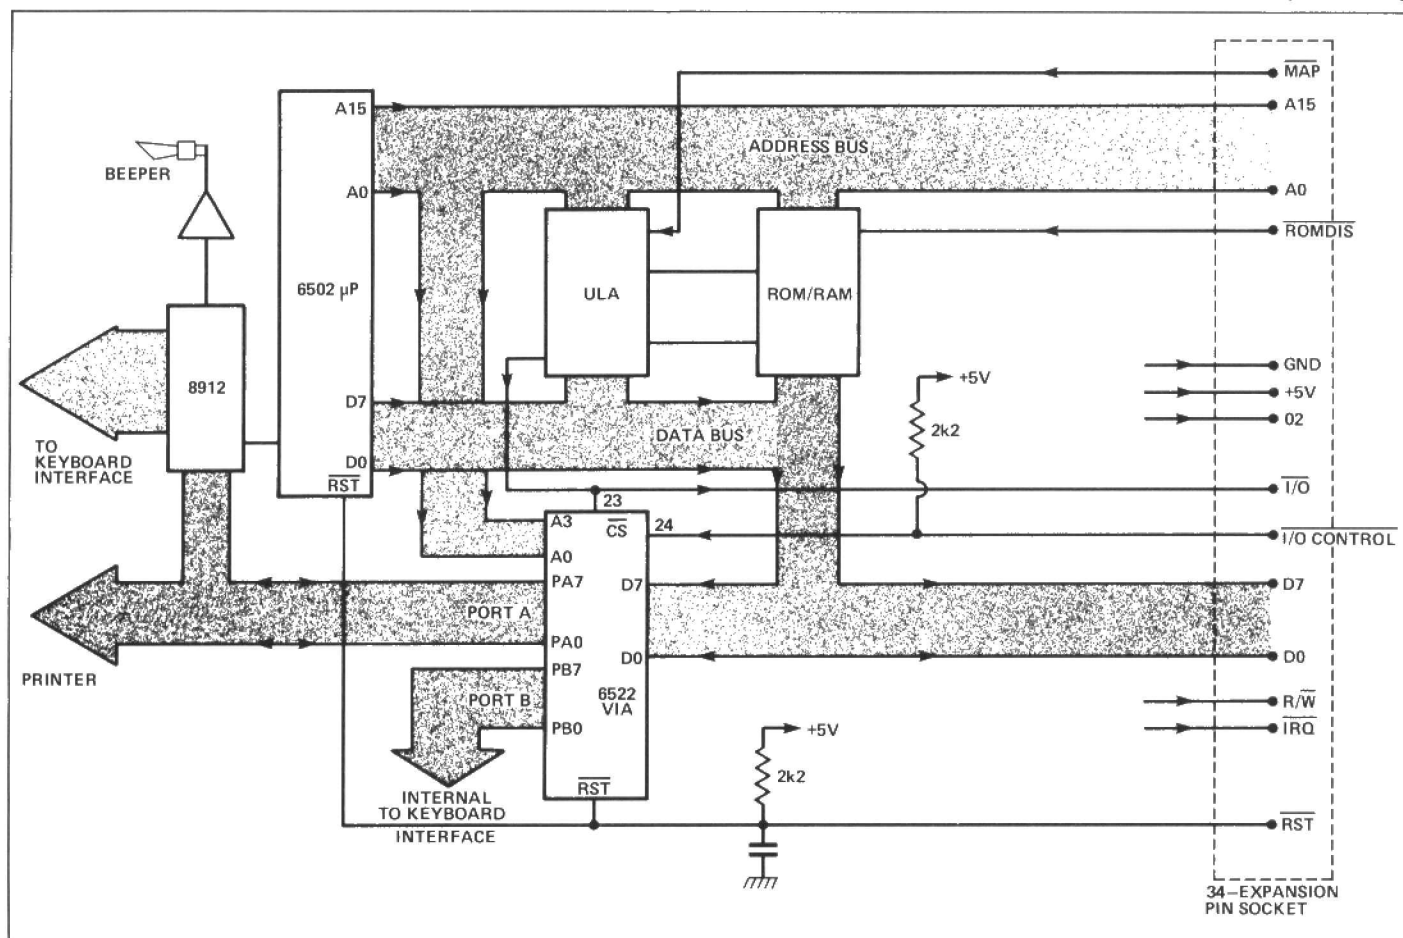 MAP
A15
A15
ADDRESS BUS
BEEPER
A0
A0
ROMDIS
6502 µP
ULA
ROM/RAM
GND
+5V
8912
+5V
D7
02
2k2
DATA BUS
TO
KEYBOARD
INTERFACE
D0
RST
I/O
23
A3
CS
24
I/O CONTROL
A0
PA7
D7
D7
PORT A
PA0
D0
D0
PB7
PRINTER
PORT B
6522
VIA
R/W
PB0
+5V
IRQ
2k2
RST
INTERNAL
TO KEYBOARD
INTERFACE
RST
34–EXPANSION
PIN SOCKET